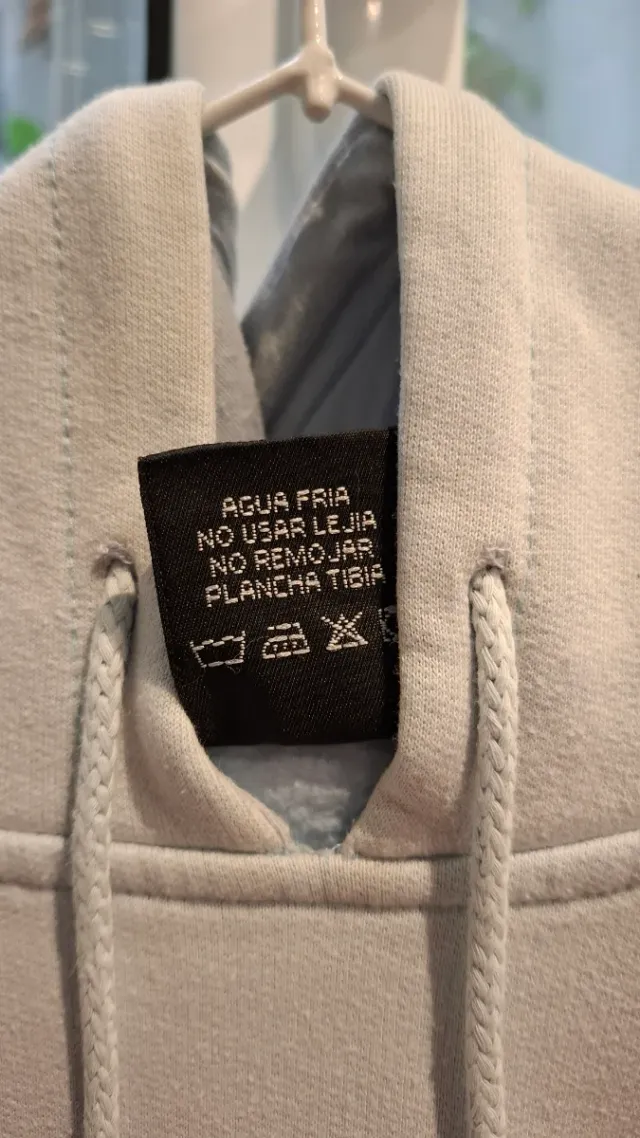 AGUA FRIA
NO USAR LEJIA
NO REMOJAR
PLANCHA TIBIA